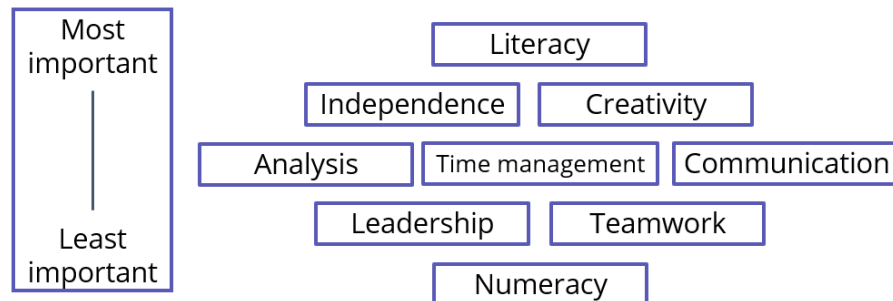 Most
important
Least
important
Literacy
Independence
Creativity
Analysis
Time management
Communication
Leadership
Teamwork
Numeracy